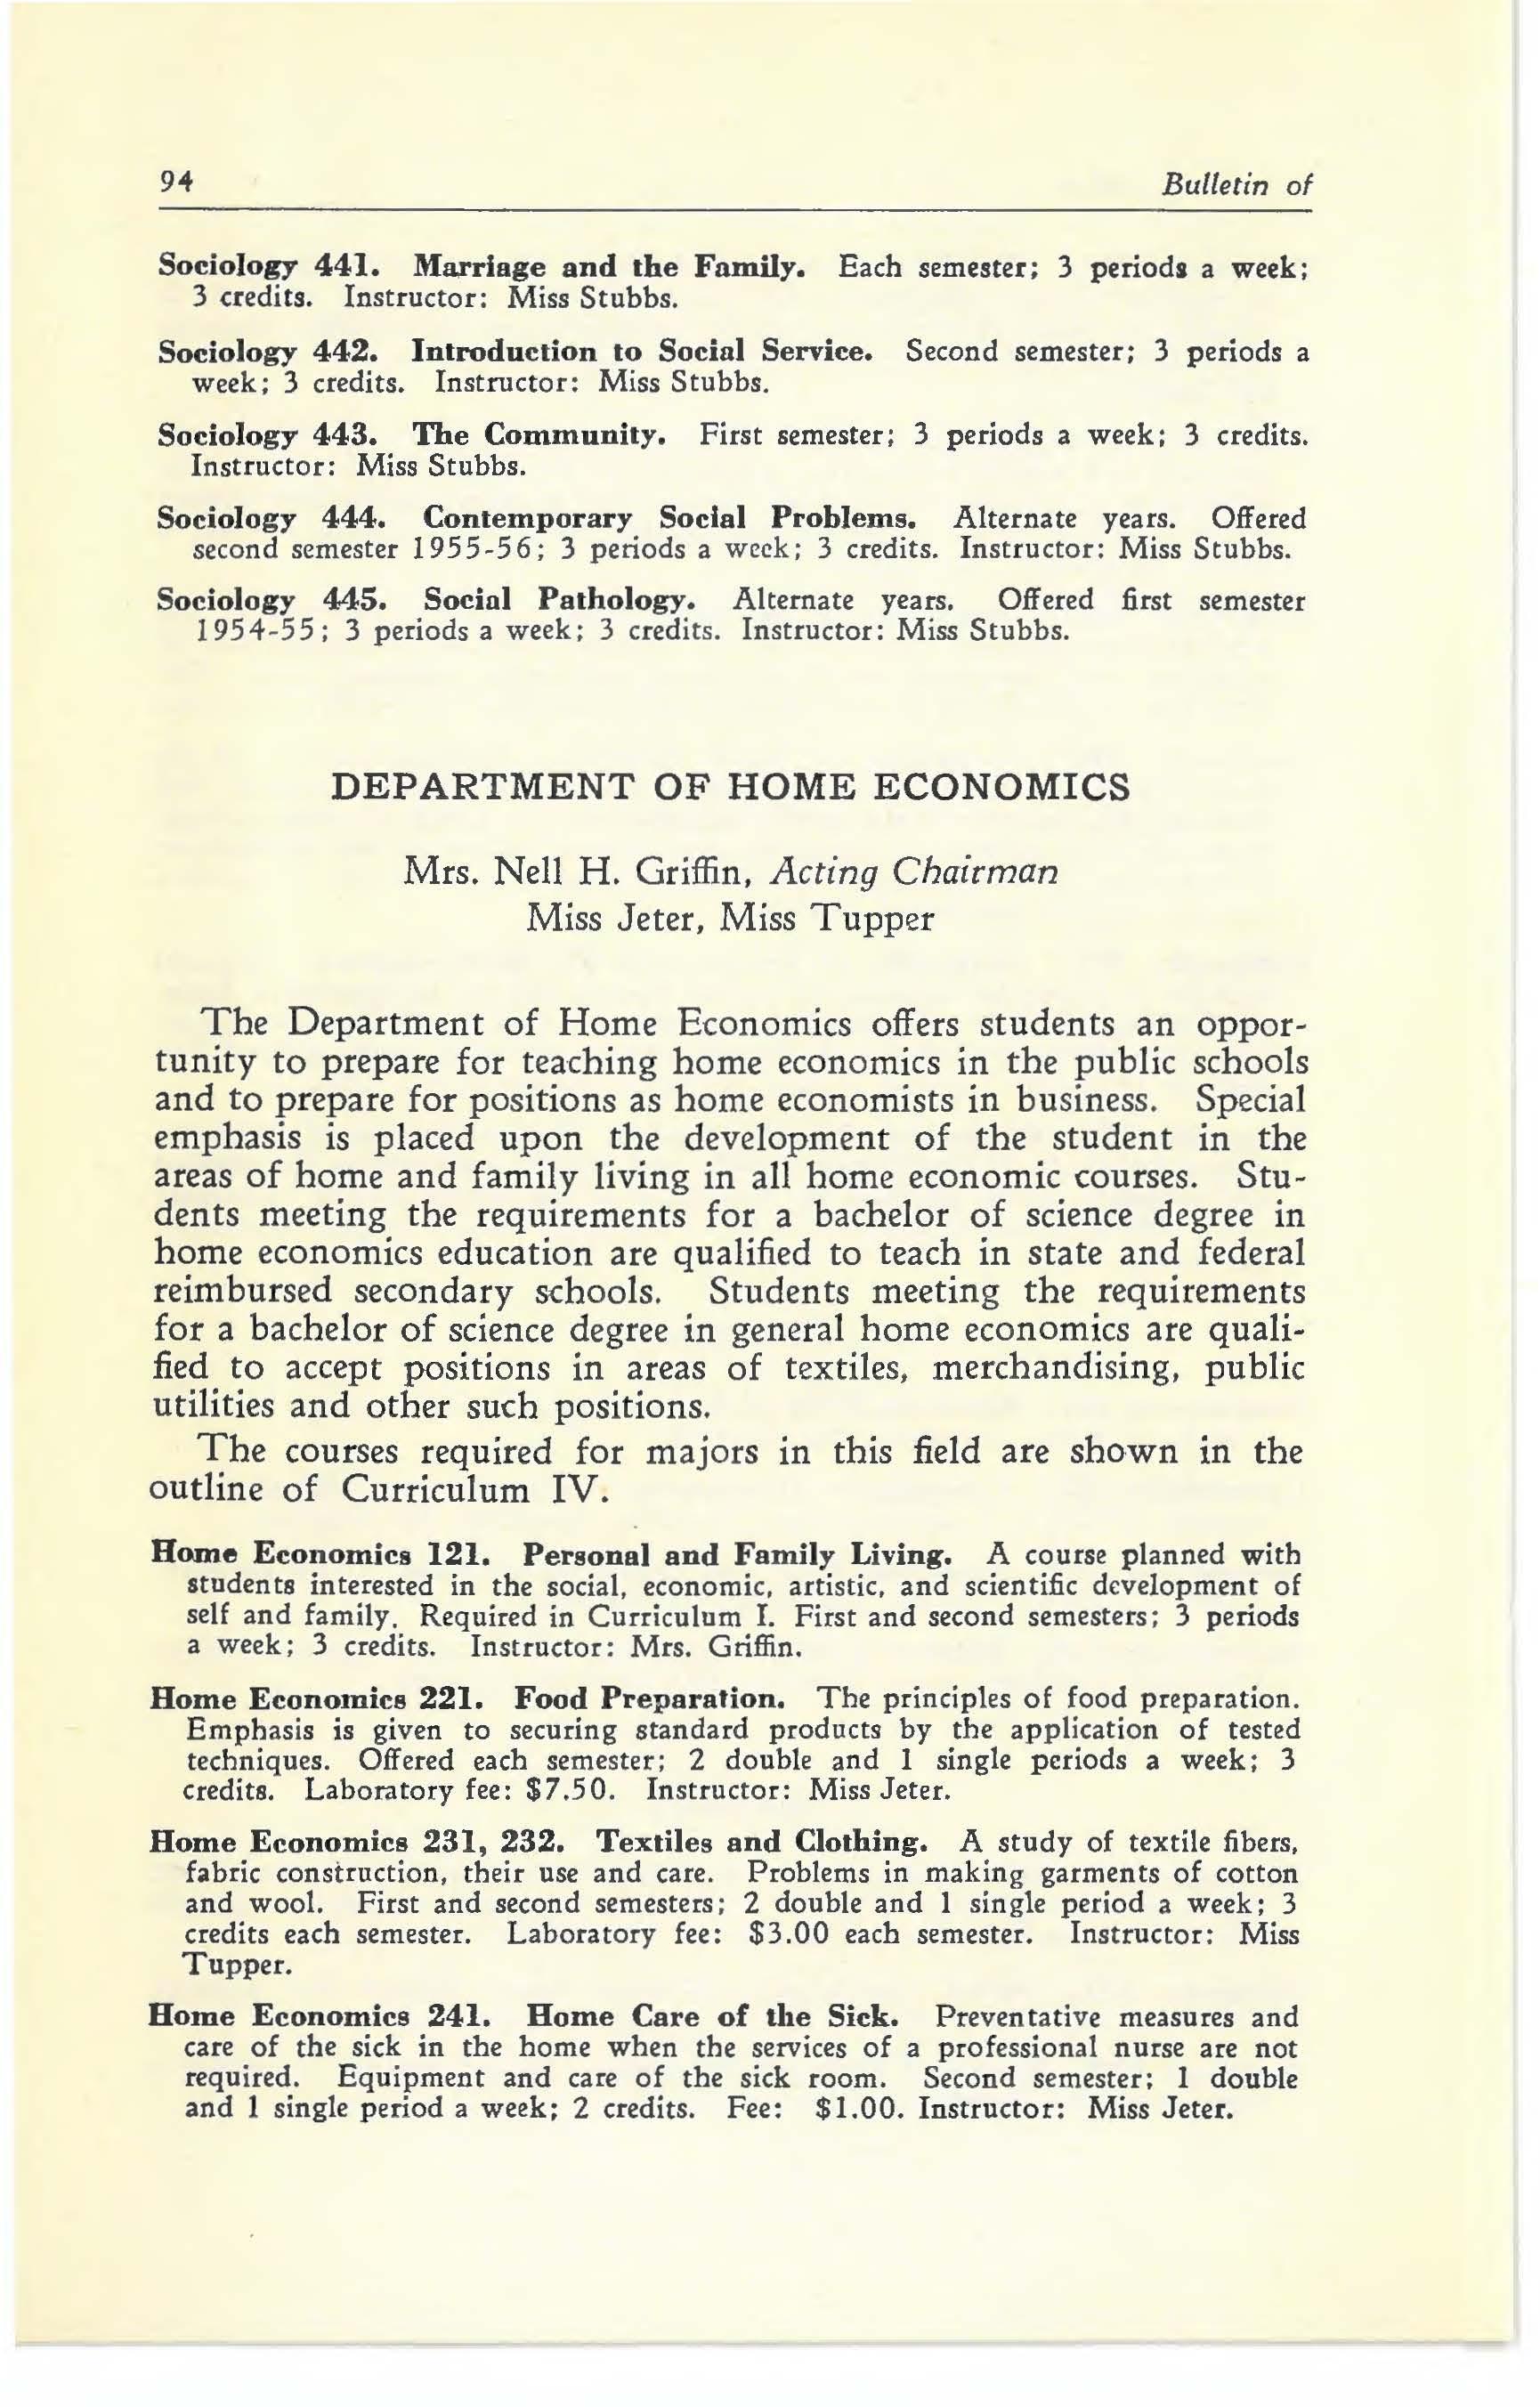 94
Bulletin of
Sociology 441. Marriage and the Family. Each semester; 3 periods a week;
3 credits. Instructor: Miss Stubbs.
Sociology 442. Introduction to Social Service. Second semester; 3 periods a
week; 3 credits. Instructor: Miss Stubbs.
Sociology 443. The Community. First semester; 3 periods a week; 3 credits.
Instructor: Miss Stubbs.
Sociology 444. Contemporary Social Problems. Alternate years. Offered
second semester 1955-56; 3 periods a week; 3 credits. Instructor: Miss Stubbs.
Sociology 445. Social Pathology. Alternate years. Offered first semester
1954-55; 3 periods a week; 3 credits. Instructor: Miss Stubbs.
DEPARTMENT OF HOME ECONOMICS
Mrs. Nell H. Griffin, Acting Chairman
Miss Jeter, Miss Tupper
The Department of Home Economics offers students an oppor-
tunity to prepare for teaching home economics in the public schools
and to prepare for positions as home economists in business. Special
emphasis is placed upon the development of the student in the
areas of home and family living in all home economic courses. Stu-
dents meeting the requirements for a bachelor of science degree in
home economics education are qualified to teach in state and federal
reimbursed secondary schools. Students meeting the requirements
for a bachelor of science degree in general home economics are quali-
fied to accept positions in areas of textiles, merchandising, public
utilities and other such positions.
The courses required for majors in this field are shown in the
outline of Curriculum IV.
Home Economics 121. Personal and Family Living. A course planned with
students interested in the social, economic, artistic, and scientific development of
self and family. Required in Curriculum I. First and second semesters; 3 periods
a week; 3 credits. Instructor: Mrs. Griffin.
Home Economics 221. Food Preparation. The principles of food preparation.
Emphasis is given to securing standard products by the application of tested
techniques. Offered each semester; 2 double and 1 single periods a week; 3
credits. Laboratory fee: $7.50. Instructor: Miss Jeter.
Home Economics 231, 232. Textiles and Clothing. A study of textile fibers,
fabric construction, their use and care. Problems in making garments of cotton
and wool. First and second semesters; 2 double and 1 single period a week; 3
credits each semester. Laboratory fee: $3.00 each semester. Instructor: Miss
Tupper.
Home Economics 241. Home Care of the Sick. Preventative measures and
care of the sick in the home when the services of a professional nurse are not
required. Equipment and care of the sick room. Second semester; 1 double
and 1 single period a week; 2 credits. Fee: $1.00. Instructor: Miss Jeter.